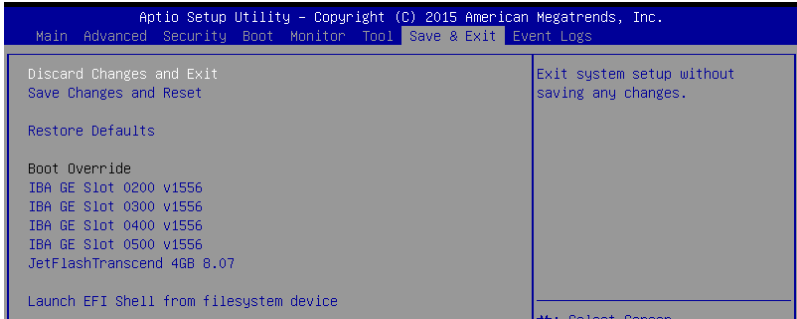 Aptio Setup Utility – Copyright (C) 2015 American Megatrends, Inc.
Main Advanced Security Boot Monitor Tool Save & Exit Event Logs
Discard Changes and Exit
Save Changes and Reset
Restore Defaults
Boot Override
IBA GE Slot 0200 v1556
IBA GE Slot 0300 v1556
IBA GE Slot 0400 v1556
IBA GE Slot 0500 v1556
JetFlashTranscend 4GB 8.07
Launch EFI Shell from filesystem device
Exit system setup without
saving any changes.
Select Screen